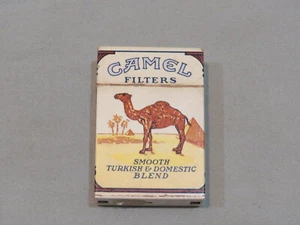 CAMEL
FILTERS
SMOOTH
TURKISH & DOMESTIC
BLEND